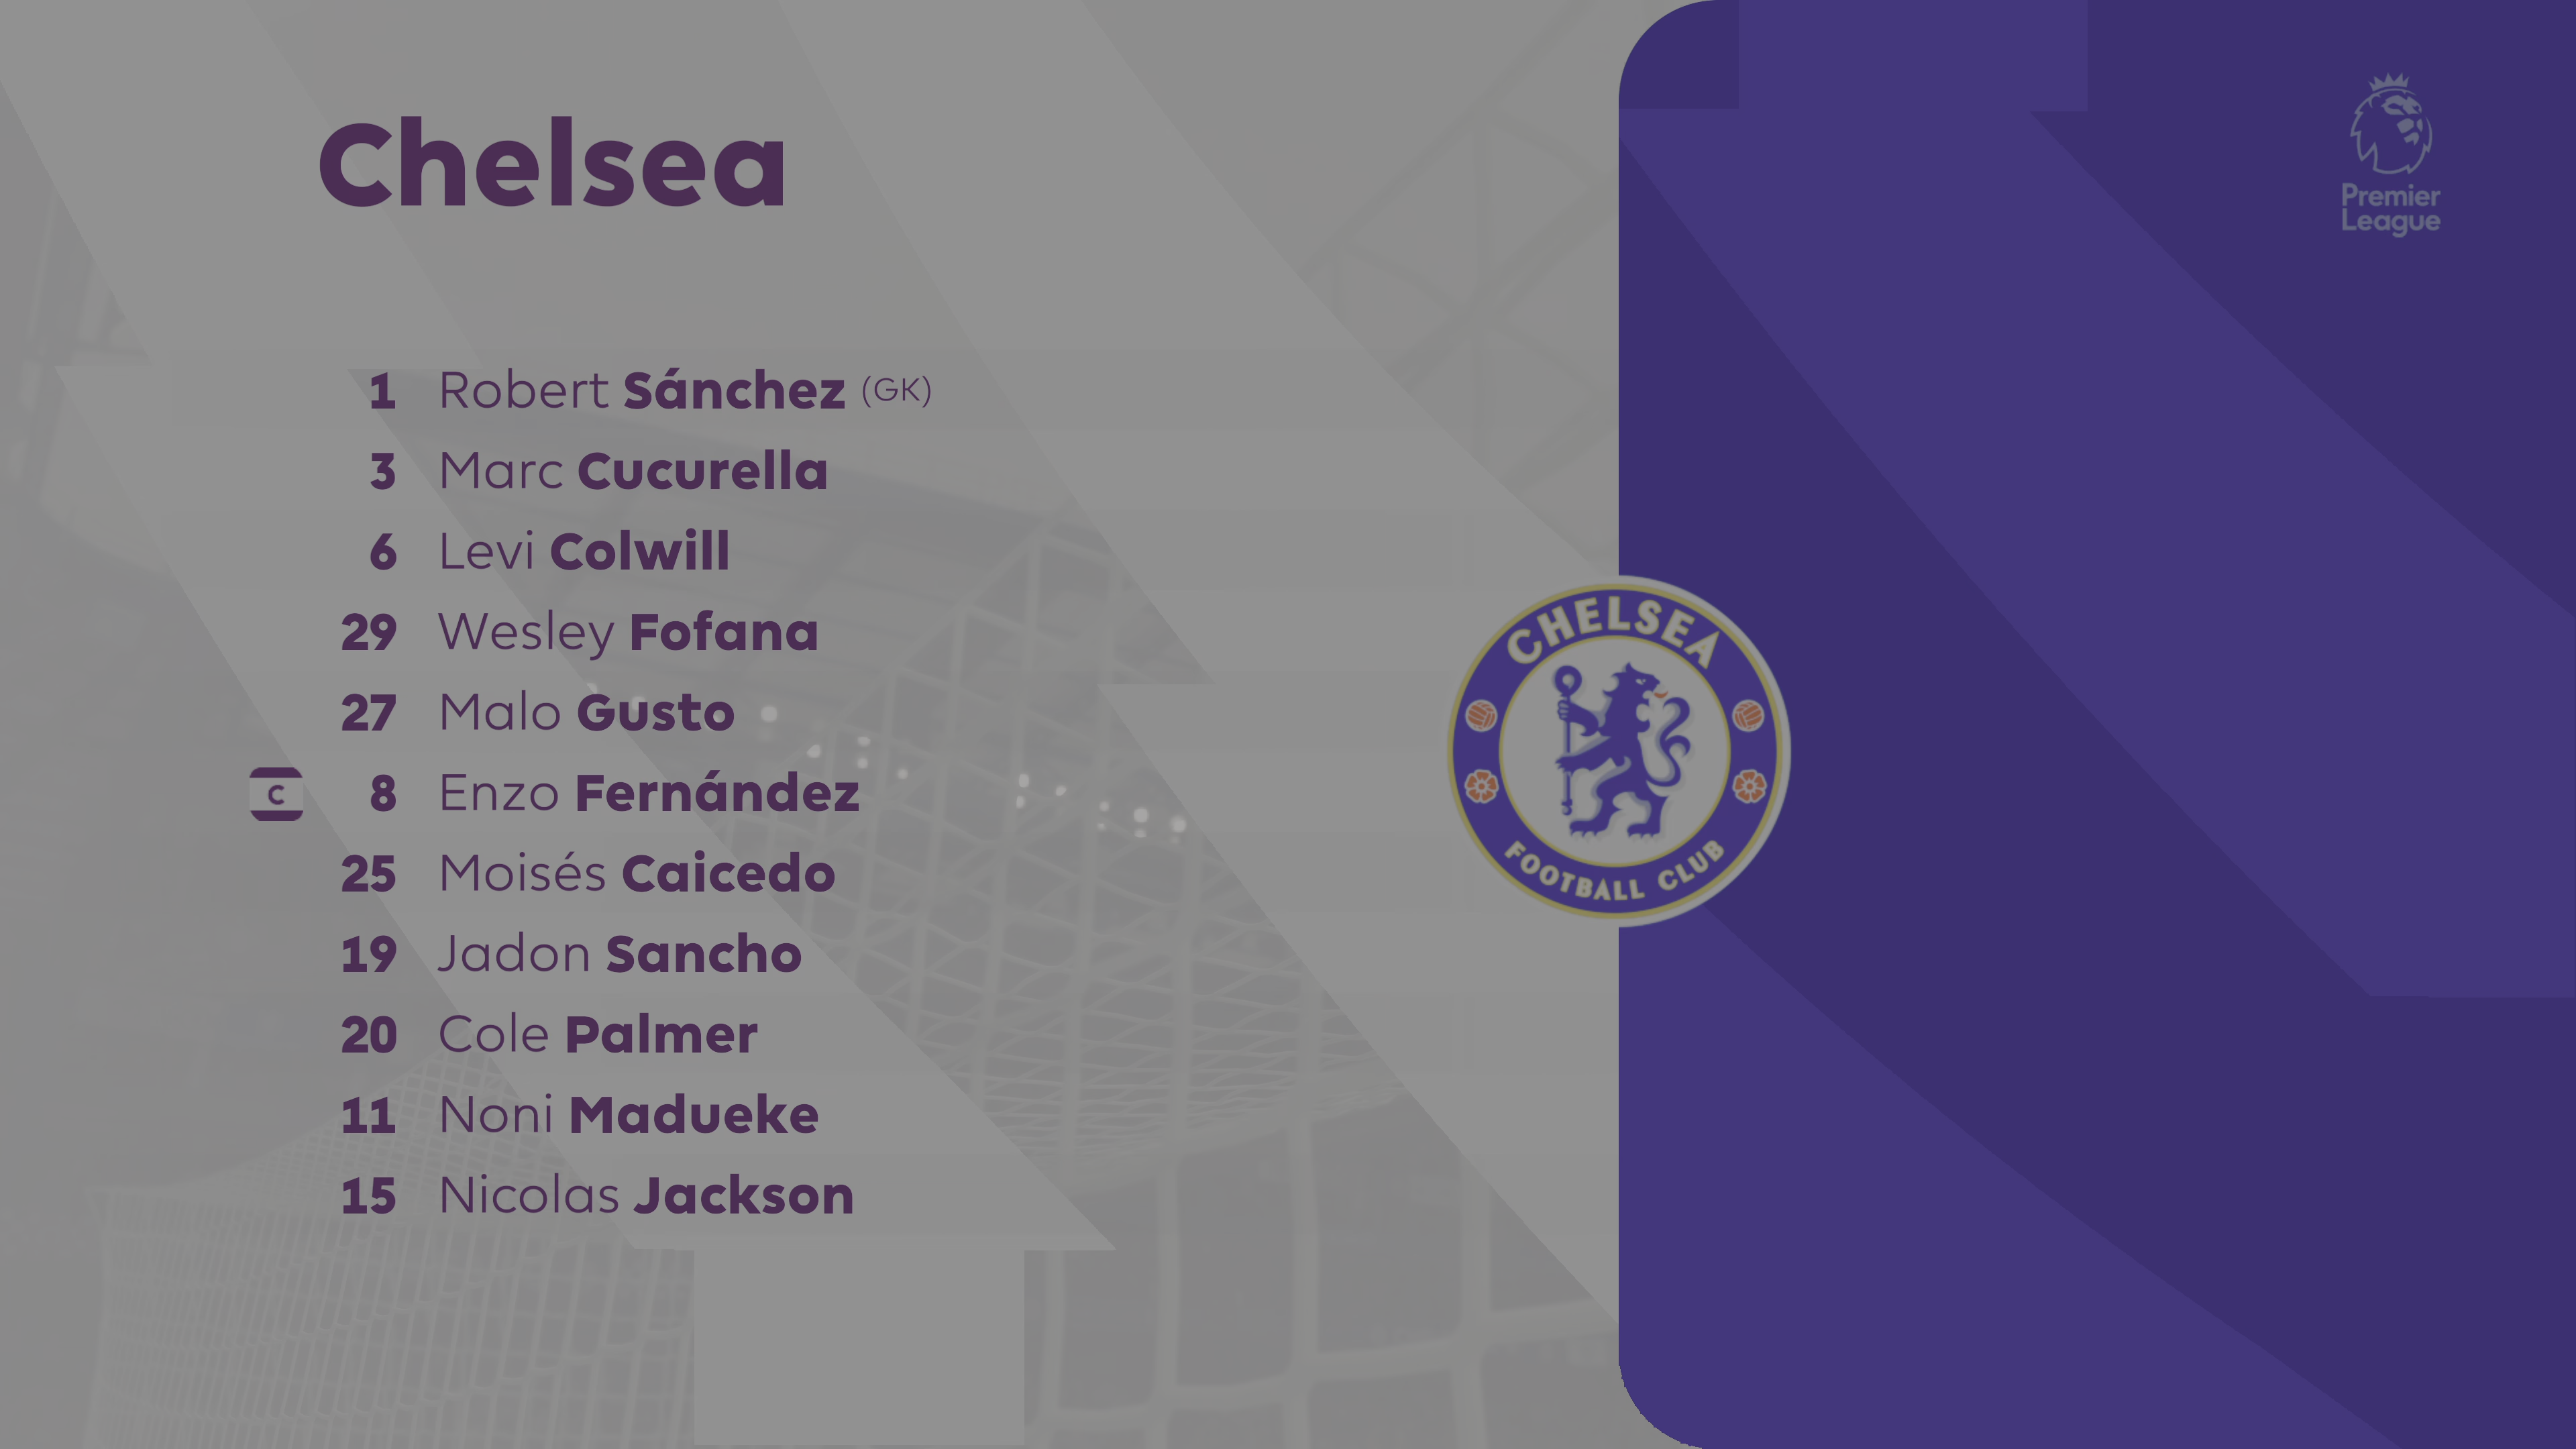 Chelsea
Premier
League
1 Robert Sánchez (GK)
3 Marc Cucurella
6 Levi Colwill
29 Wesley Fofana
27 Malo Gusto
C 8 Enzo Fernández
25 Moisés Caicedo
19 Jadon Sancho
20 Cole Palmer
11 Noni Madueke
15 Nicolas Jackson
CHELSEA
FOOTBALL CLUB